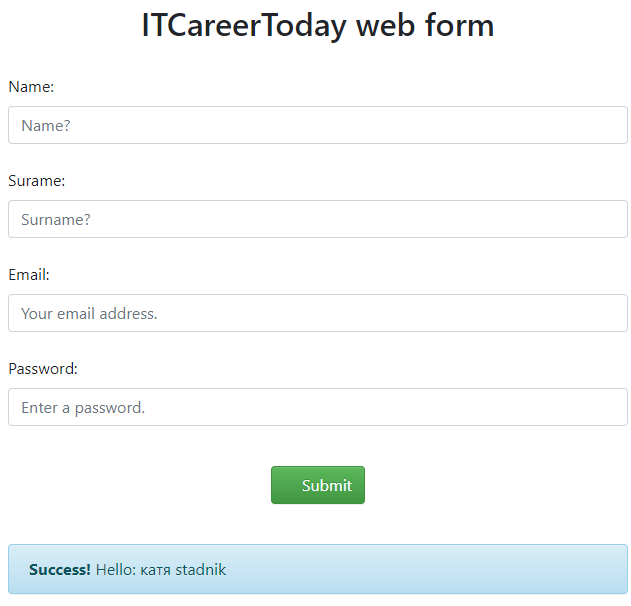 ITCareerToday web form
Name:
Name?
Surame:
Surname?
Email:
Your email address.
Password:
Enter a password.
Submit
Success! Hello: катя stadnik